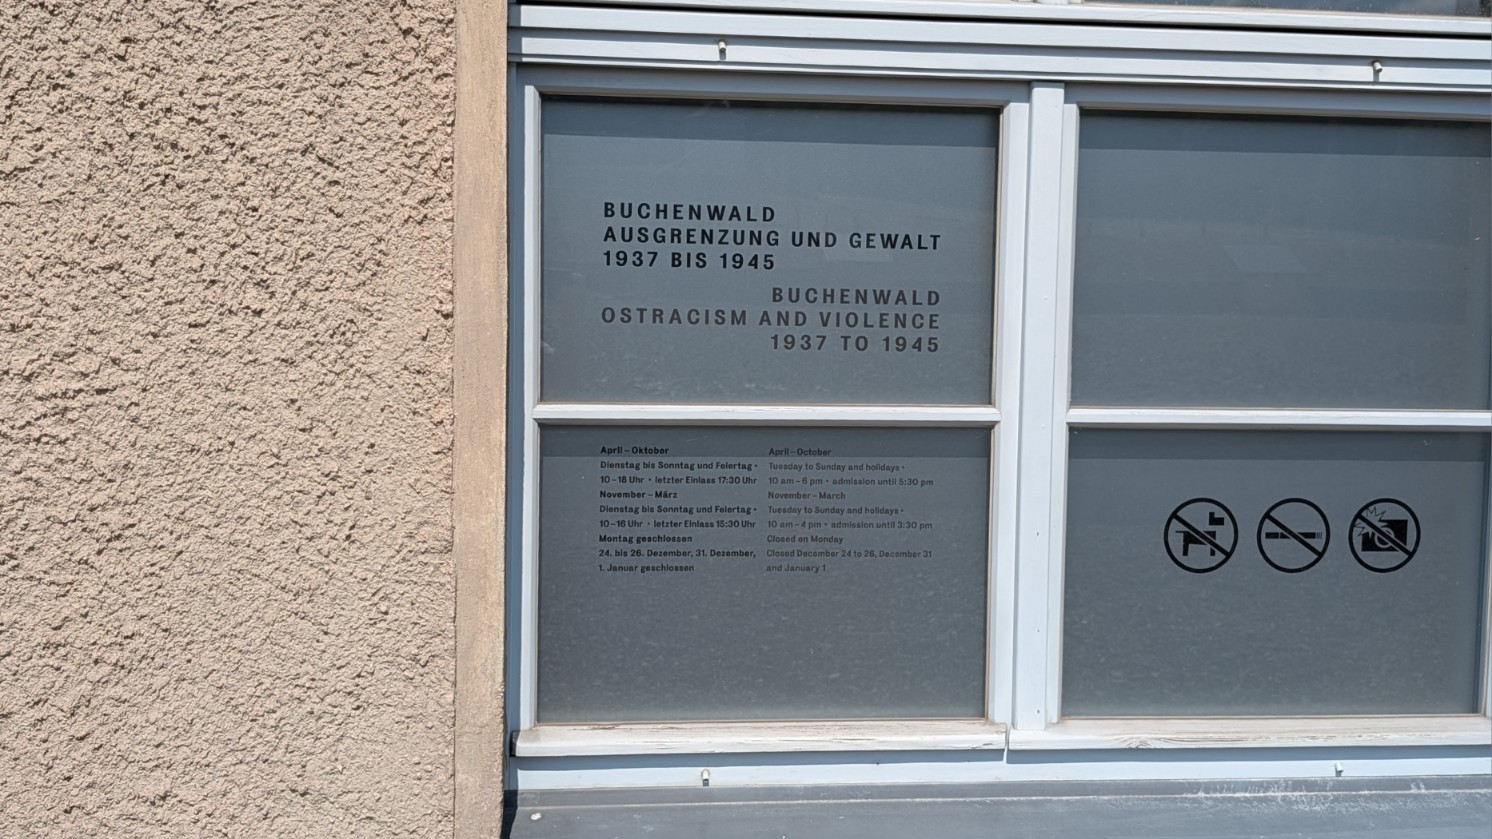 BUCHENWALD
AUSGRENZUNG UND GEWALT
1937 BIS 1945
BUCHENWALD
OSTRACISM AND VIOLENCE
1937 TO 1945
April – Oktober
Dienstag bis Sonntag und Feiertag •
10 – 18 Uhr • letzter Einlass 17:30 Uhr
November – März
Dienstag bis Sonntag und Feiertag •
10 – 16 Uhr • letzter Einlass 15:30 Uhr
Montag geschlossen
24. bis 26. Dezember, 31. Dezember,
1. Januar geschlossen
April – October
Tuesday to Sunday and holidays •
10 am – 6 pm • admission until 5:30 pm
November – March
Tuesday to Sunday and holidays •
10 am – 4 pm • admission until 3:30 pm
Closed on Monday
Closed December 24 to 26, December 31
and January 1